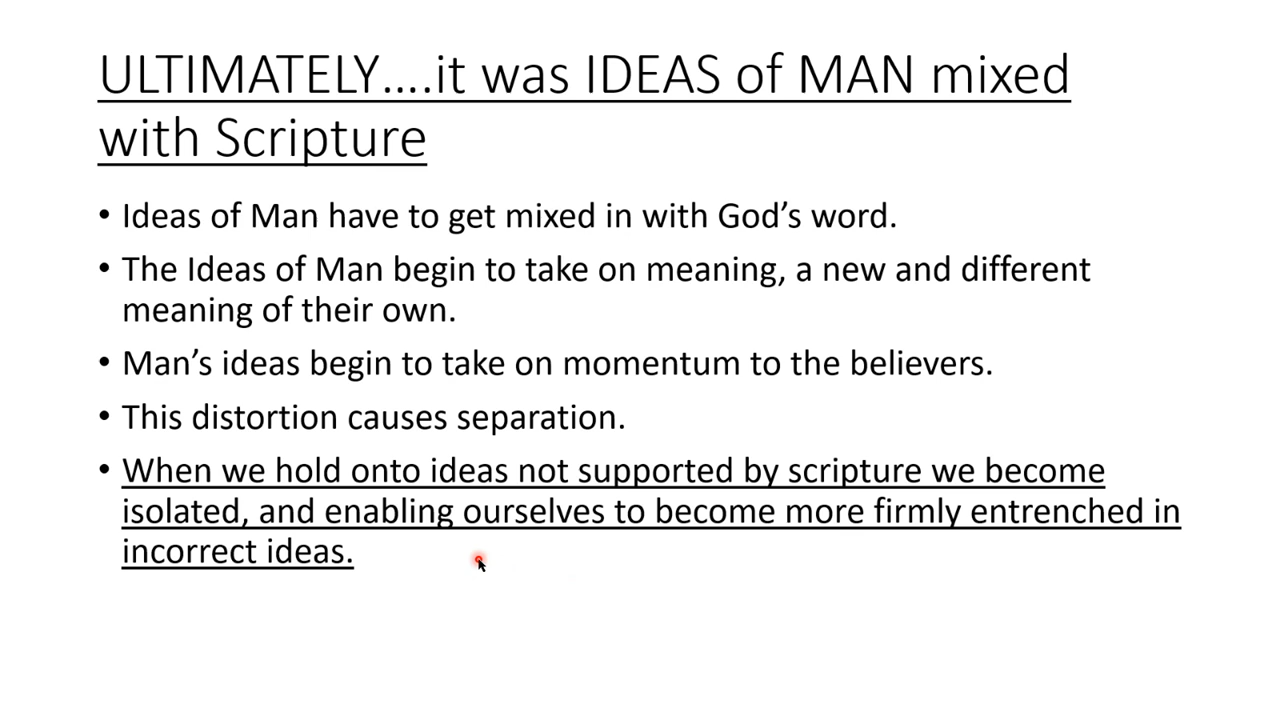 ULTIMATELY....it was IDEAS of MAN mixed
with Scripture
• Ideas of Man have to get mixed in with God’s word.
• The Ideas of Man begin to take on meaning, a new and different
meaning of their own.
• Man’s ideas begin to take on momentum to the believers.
• This distortion causes separation.
• When we hold onto ideas not supported by scripture we become
isolated, and enabling ourselves to become more firmly entrenched in
incorrect ideas.